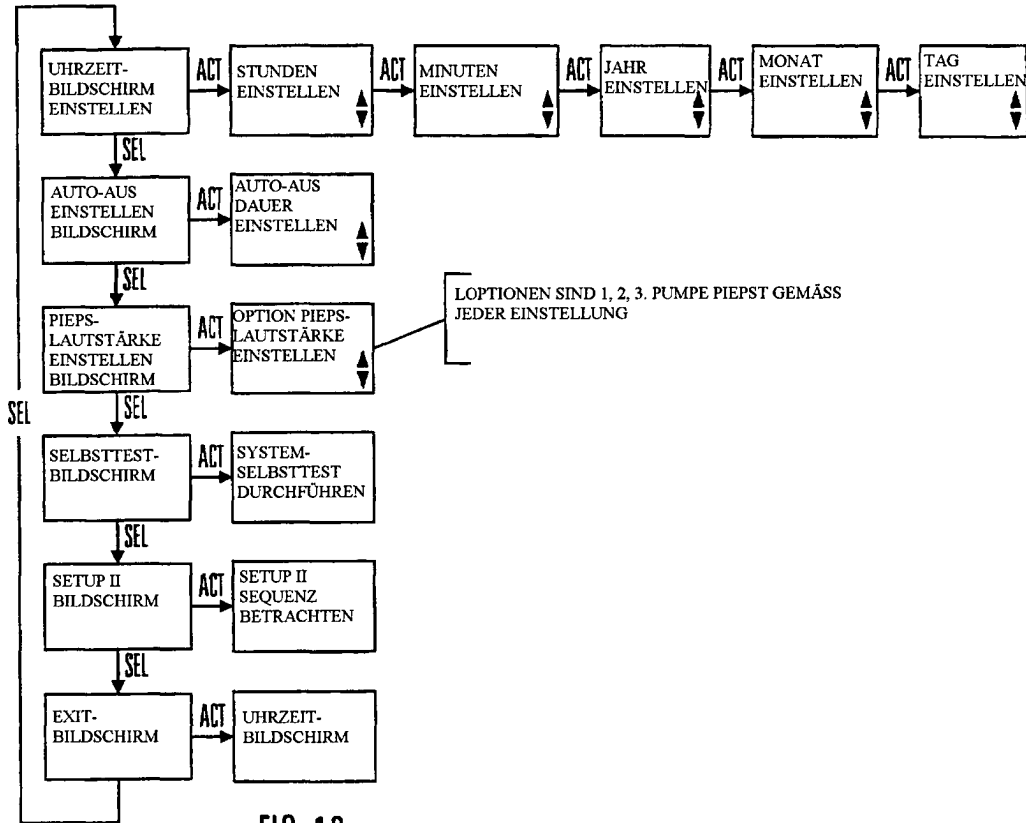 UHRZEIT-
BILDSCHIRM
EINSTELLEN
ACT
STUNDEN
EINSTELLEN
ACT
MINUTEN
EINSTELLEN
ACT
JAHR
EINSTELLEN
ACT
MONAT
EINSTELLEN
ACT
TAG
EINSTELLEN
SEL
AUTO-AUS
EINSTELLEN
BILDSCHIRM
ACT
AUTO-AUS
DAUER
EINSTELLEN
SEL
PIEPS-
LAUTSTÄRKE
EINSTELLEN
BILDSCHIRM
ACT
OPTION PIEPS-
LAUTSTÄRKE
EINSTELLEN
LOPTIONEN SIND 1, 2, 3. PUMPE PIEPST GEMÄSS
JEDER EINSTELLUNG
SEL
SEL
SELBSTTEST-
BILDSCHIRM
ACT
SYSTEM-
SELBSTTEST
DURCHFÜHREN
SEL
SETUP II
BILDSCHIRM
ACT
SETUP II
SEQUENZ
BETRACHTEN
SEL
EXIT-
BILDSCHIRM
ACT
UHRZEIT-
BILDSCHIRM
FIG